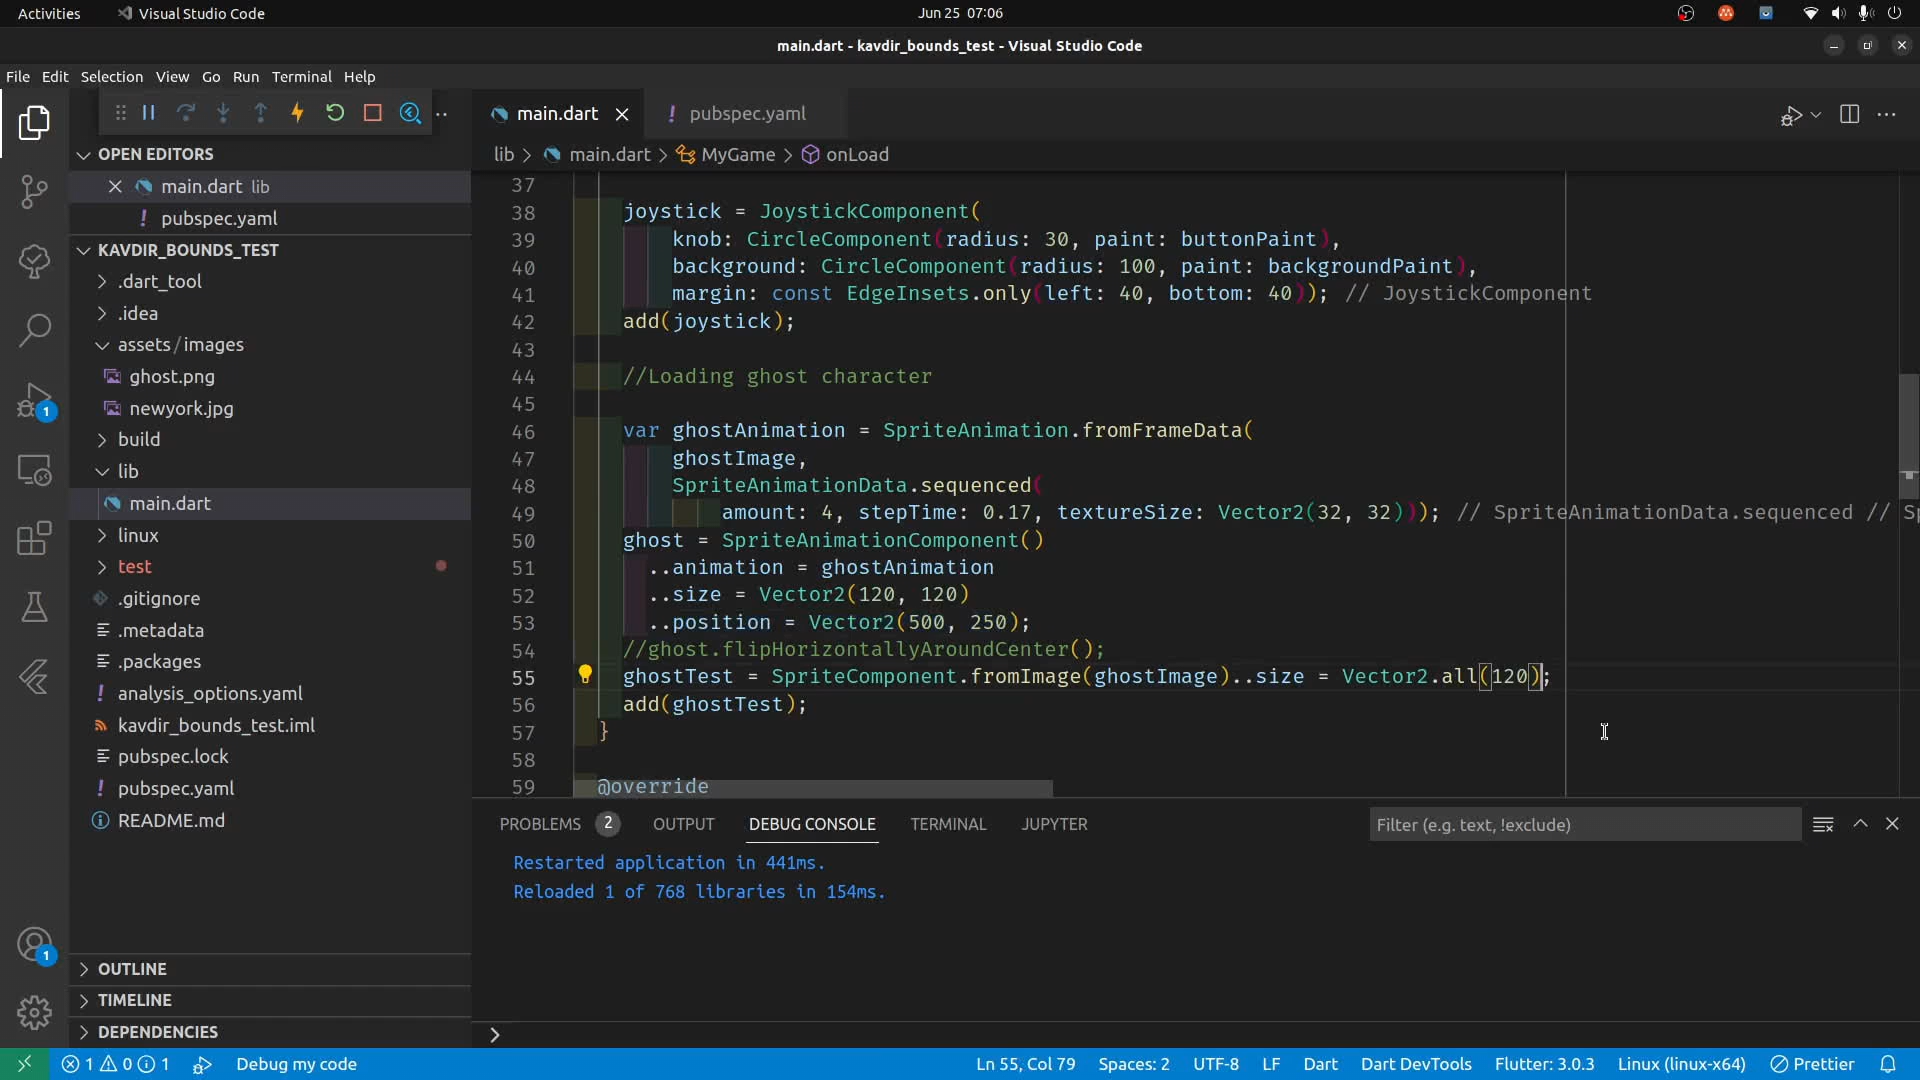 Activities
Visual Studio Code
Jun 25 07:06
main.dart - kavdir_bounds_test - Visual Studio Code
File Edit Selection View Go Run Terminal Help
main.dart
pubspec.yaml
lib > main.dart > MyGame > onLoad
OPEN EDITORS
main.dart lib
pubspec.yaml
KAVDIR_BOUNDS_TEST
.dart_tool
.idea
assets/images
ghost.png
newyork.jpg
build
lib
main.dart
linux
test
.gitignore
.metadata
.packages
analysis_options.yaml
kavdir_bounds_test.iml
pubspec.lock
pubspec.yaml
README.md
OUTLINE
TIMELINE
DEPENDENCIES
1
1
37
38 joystick = JoystickComponent(
39 knob: CircleComponent(radius: 30, paint: buttonPaint),
40 background: CircleComponent(radius: 100, paint: backgroundPaint),
41 margin: const EdgeInsets.only(left: 40, bottom: 40)); // JoystickComponent
42 add(joystick);
43
44 //Loading ghost character
45
46 var ghostAnimation = SpriteAnimation.fromFrameData(
47 ghostImage,
48 SpriteAnimationData.sequenced(
49 amount: 4, stepTime: 0.17, textureSize: Vector2(32, 32))); // SpriteAnimationData.sequenced // S
50 ghost = SpriteAnimationComponent()
51 ..animation = ghostAnimation
52 ..size = Vector2(120, 120)
53 ..position = Vector2(500, 250);
54 //ghost.flipHorizontallyAroundCenter();
55 ghostTest = SpriteComponent.fromImage(ghostImage)..size = Vector2.all(120);
56 add(ghostTest);
57 }
58
59 @override
PROBLEMS 2 OUTPUT DEBUG CONSOLE TERMINAL JUPYTER
Filter (e.g. text, !exclude)
Restarted application in 441ms.
Reloaded 1 of 768 libraries in 154ms.
1 0 1 Debug my code
Ln 55, Col 79 Spaces: 2 UTF-8 LF Dart Dart DevTools Flutter: 3.0.3 Linux (linux-x64) Prettier